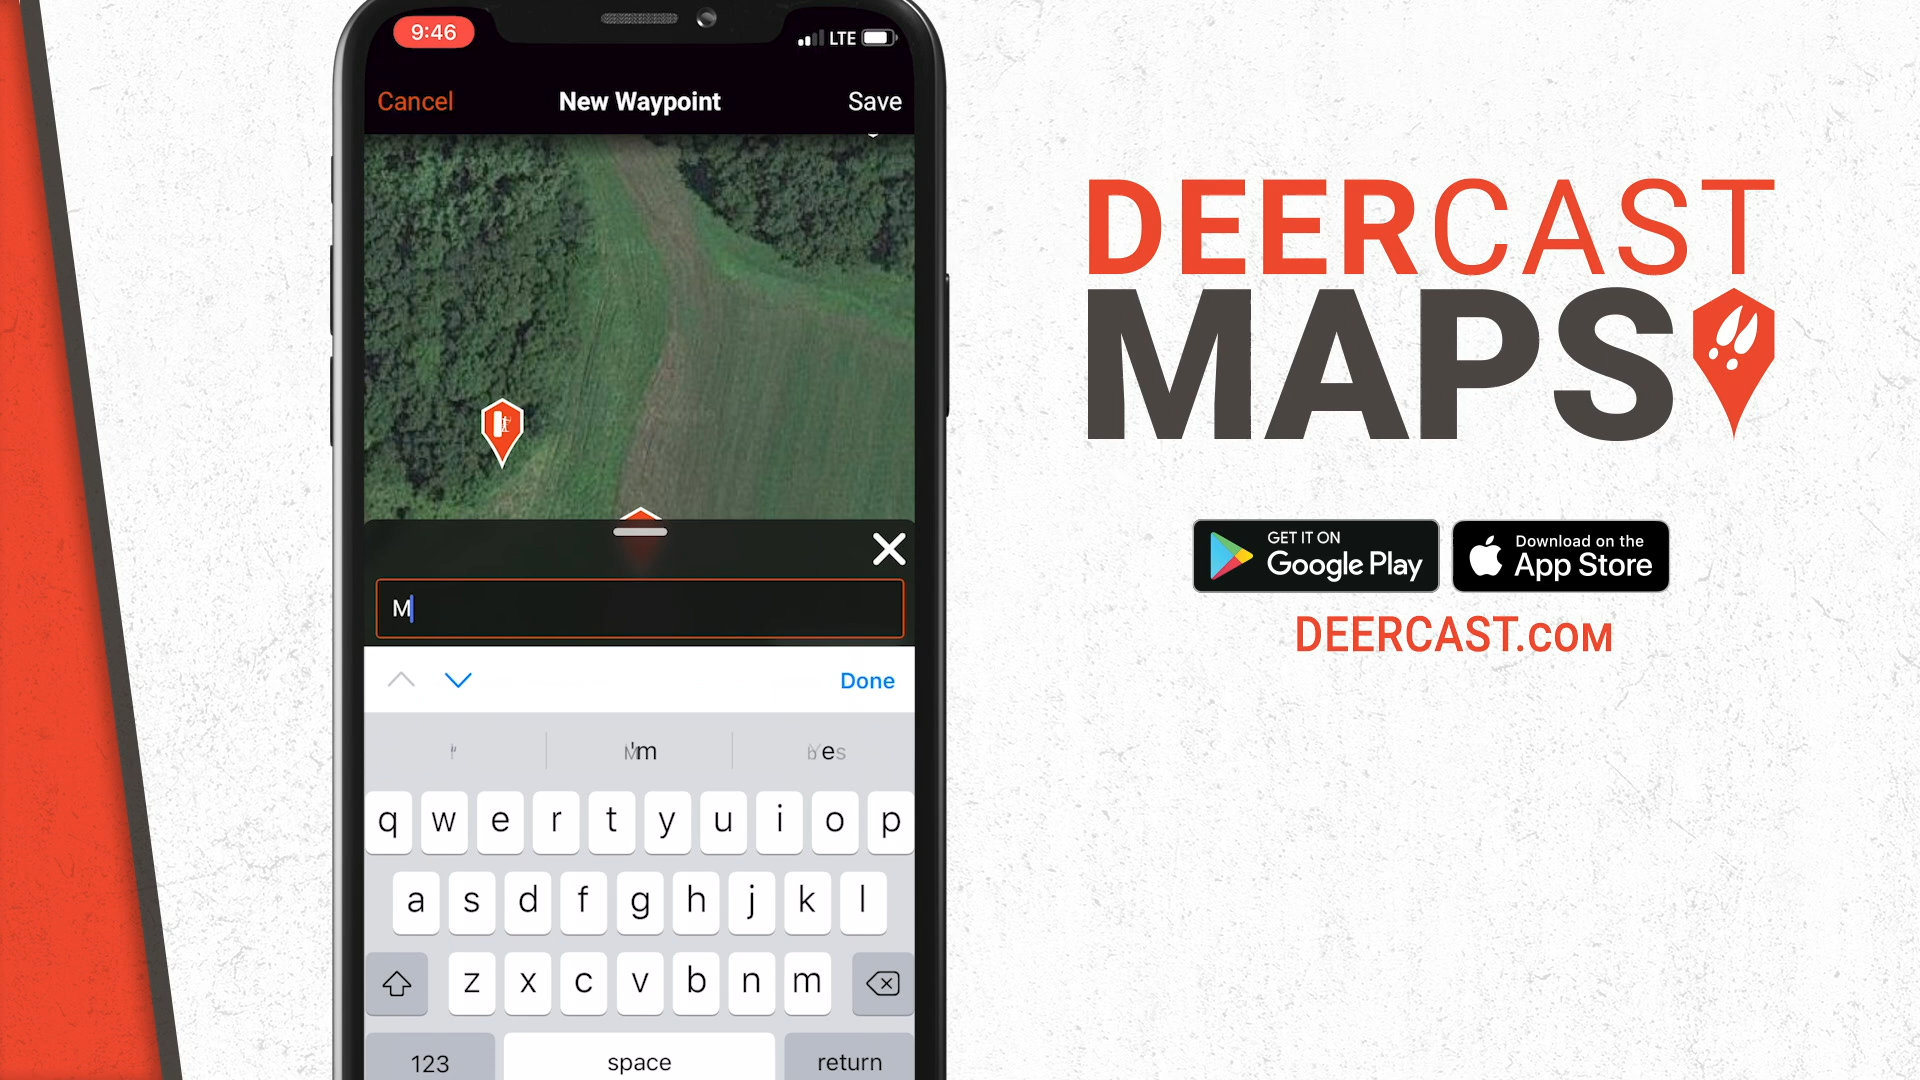 9:46
LTE
Cancel
New Waypoint
Save
M
Done
q w e r t y u i o p
a s d f g h j k l
z x c v b n m
123
space
return
DEERCAST
MAPS
GET IT ON
Google Play
Download on the
App Store
DEERCAST.COM